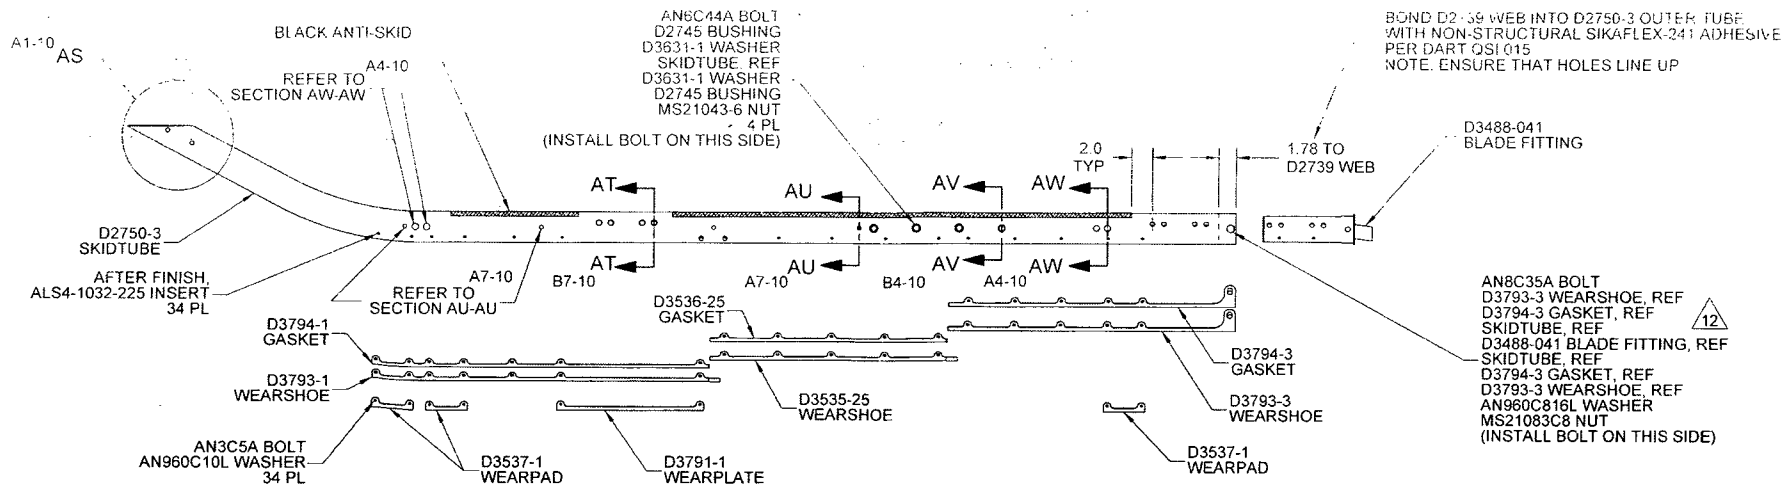 A1-10
AS
BLACK ANTI-SKID
REFER TO
SECTION AW-AW
A4-10
AN6C44A BOLT
D2745 BUSHING
D3631-1 WASHER
SKIDTUBE, REF
D3631-1 WASHER
D2745 BUSHING
MS21043-6 NUT
4 PL
(INSTALL BOLT ON THIS SIDE)
BOND D2739 WEB INTO D2750-3 OUTER TUBE
WITH NON-STRUCTURAL SIKAFLEX-241 ADHESIVE
PER DART QSI 015
NOTE: ENSURE THAT HOLES LINE UP
D3488-041
BLADE FITTING
2.0
TYP
1.78 TO
D2739 WEB
AT
AU
AV
AW
D2750-3
SKIDTUBE
AFTER FINISH,
ALS4-1032-225 INSERT
34 PL
REFER TO
SECTION AU-AU
A7-10
AT
B7-10
AU
A7-10
AV
B4-10
AW
A4-10
D3794-1
GASKET
D3793-1
WEARSHOE
D3536-25
GASKET
D3535-25
WEARSHOE
D3794-3
GASKET
D3793-3
WEARSHOE
AN8C35A BOLT
D3793-3 WEARSHOE, REF
D3794-3 GASKET, REF
SKIDTUBE, REF
D3488-041 BLADE FITTING, REF
SKIDTUBE, REF
D3794-3 GASKET, REF
D3793-3 WEARSHOE, REF
AN960C816L WASHER
MS21083C8 NUT
(INSTALL BOLT ON THIS SIDE)
12
AN3C5A BOLT
AN960C10L WASHER
34 PL
D3537-1
WEARPAD
D3791-1
WEARPLATE
D3537-1
WEARPAD